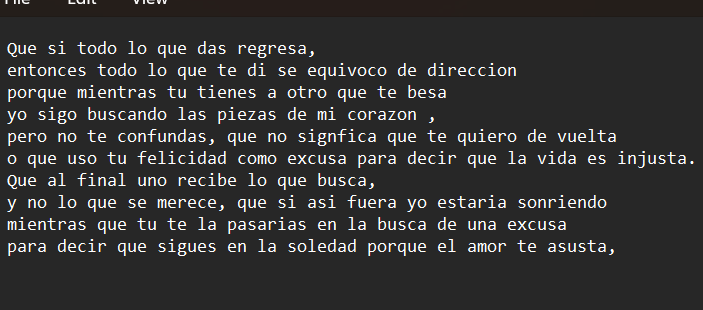 File Edit View
Que si todo lo que das regresa,
entonces todo lo que te di se equivoco de direccion
porque mientras tu tienes a otro que te besa
yo sigo buscando las piezas de mi corazon ,
pero no te confundas, que no signfica que te quiero de vuelta
o que uso tu felicidad como excusa para decir que la vida es injusta.
Que al final uno recibe lo que busca,
y no lo que se merece, que si asi fuera yo estaria sonriendo
mientras que tu te la pasarias en la busca de una excusa
para decir que sigues en la soledad porque el amor te asusta,